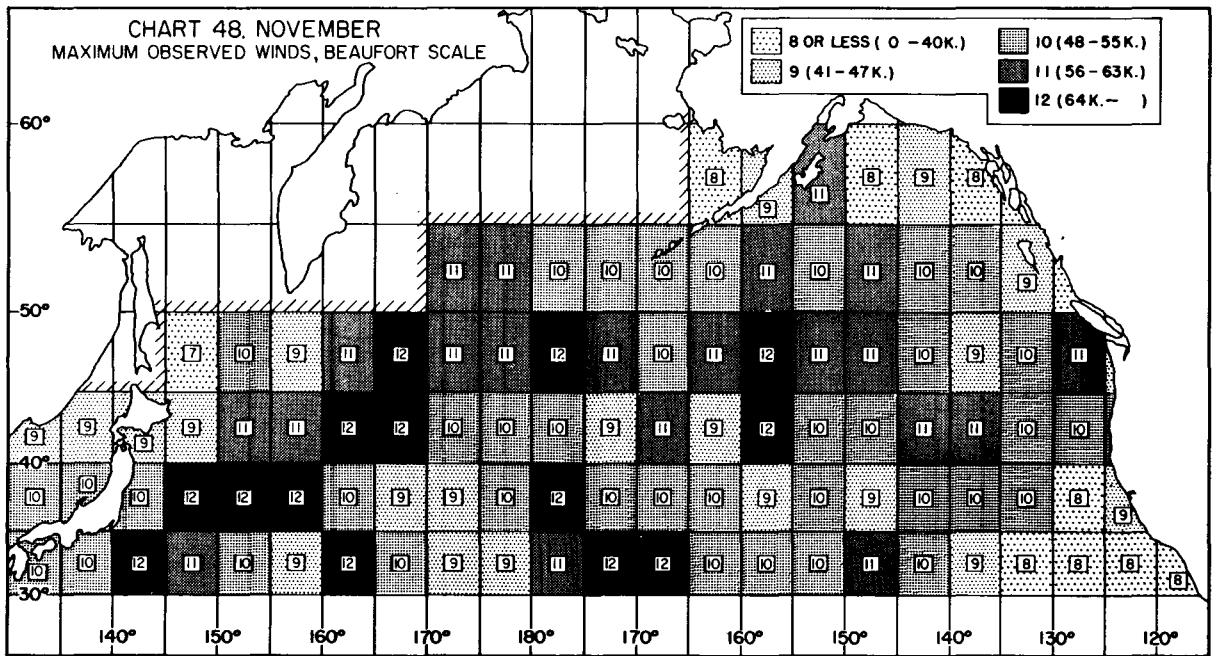 CHART 48. NOVEMBER
MAXIMUM OBSERVED WINDS, BEAUFORT SCALE
8 OR LESS ( 0 -40K.)
9 (41-47K.)
10 (48-55K.)
11 (56-63K.)
12 (64K.- )
60°
8 9 11 8 9 8
11 11 10 10 10 10 11 10 11 10 10 9
50°
7 10 9 11 12 11 11 12 11 10 11 12 11 11 10 9 10 11
9 9 9 9 11 11 12 12 10 10 10 9 11 9 12 10 10 11 11 10 10
40°
10 10 10 12 12 12 10 9 9 10 12 10 10 10 9 10 9 10 10 10 8 9
10 10 12 11 10 9 12 10 9 9 11 12 12 10 10 10 11 10 9 8 8 8 8
30°
140° 150° 160° 170° 180° 170° 160° 150° 140° 130° 120°